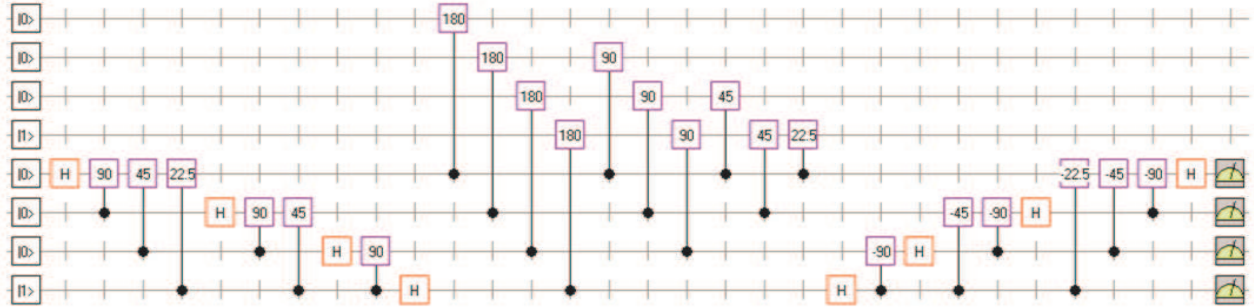 |0> 180
|0> 180 90
|0> 180 90 45
|1> 180 90 45 22.5
|0> H 90 45 22.5 -22.5 -45 -90 H
|0> H 90 45 -45 -90 H
|0> H 90 -90 H
|1> H H